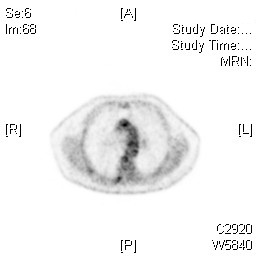 Se:6
Im:68
[A]
Study Date:...
Study Time:...
MRN:
[R]
[L]
[P]
C2920
W5840